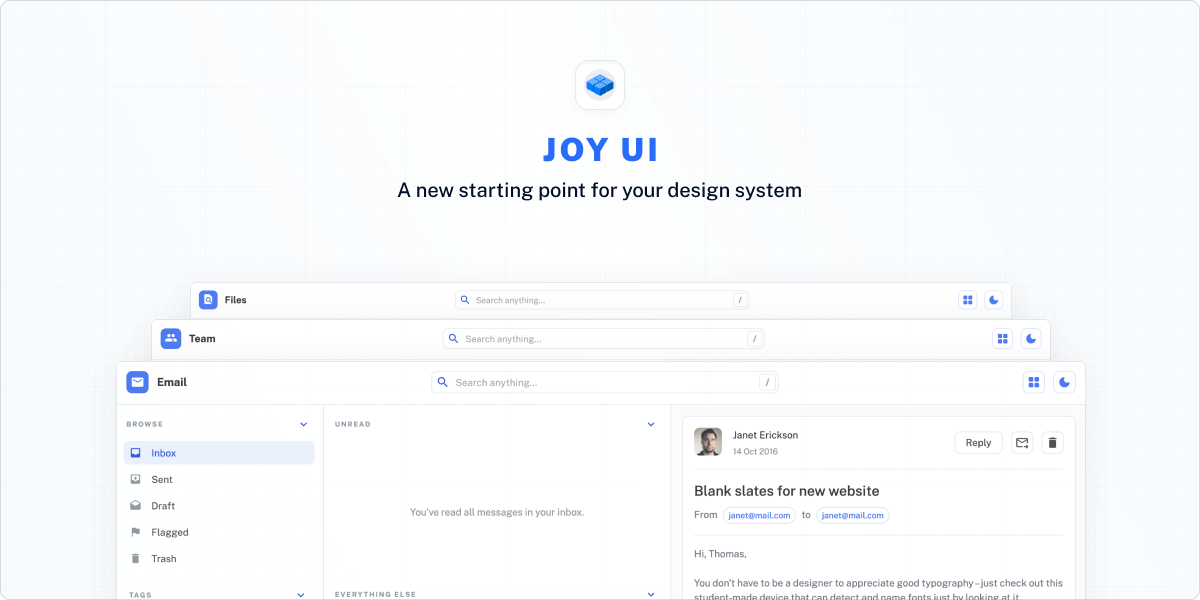 JOY UI
A new starting point for your design system
Files
Search anything...
/
Team
Search anything...
/
Email
Search anything...
/
BROWSE
Inbox
Sent
Draft
Flagged
Trash
TAGS
UNREAD
You've read all messages in your inbox.
EVERYTHING ELSE
Janet Erickson
14 Oct 2016
Reply
Blank slates for new website
From janet@mail.com to janet@mail.com
Hi, Thomas,
You don't have to be a designer to appreciate good typography – just check out this
student-made device that can detect and name fonts just by looking at it.